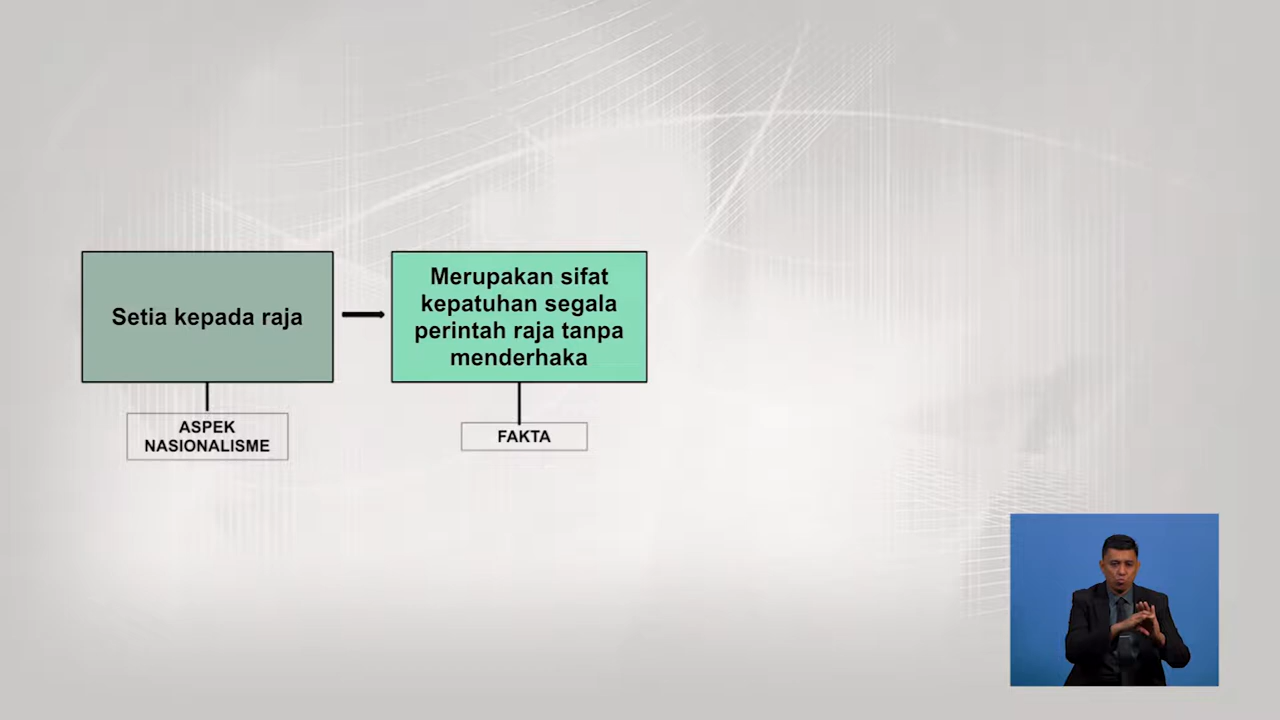 Setia kepada raja
Merupakan sifat
kepatuhan segala
perintah raja tanpa
menderhaka
ASPEK
NASIONALISME
FAKTA